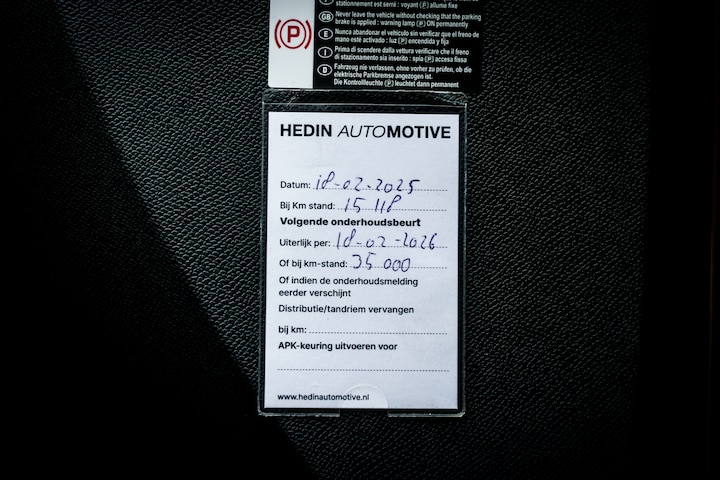 stationnement est serré : voyant (P) allumé fixe
GB Never leave the vehicle without checking that the parking
brake is applied : warning lamp (P) ON permanently
E Nunca abandonar el vehículo sin verificar que el freno de
mano esté activado : luz (P) encendida y fija
I Prima di scendere dalla vettura verificare che il freno
di stazionamento sia inserito : spia (P) accesa fissa
D Fahrzeug nie verlassen, ohne vorher zu prüfen, ob die
elektrische Parkbremse angezogen ist.
Die Kontrollleuchte (P) leuchtet dann permanent
(P)
HEDIN AUTOMOTIVE
Datum: 18-02-2025
Bij Km stand: 15 118
Volgende onderhoudsbeurt
Uiterlijk per: 18-02-2026
Of bij km-stand: 35 000
Of indien de onderhoudsmelding
eerder verschijnt
Distributie/tandriem vervangen
bij km:
APK-keuring uitvoeren voor
www.hedinautomotive.nl